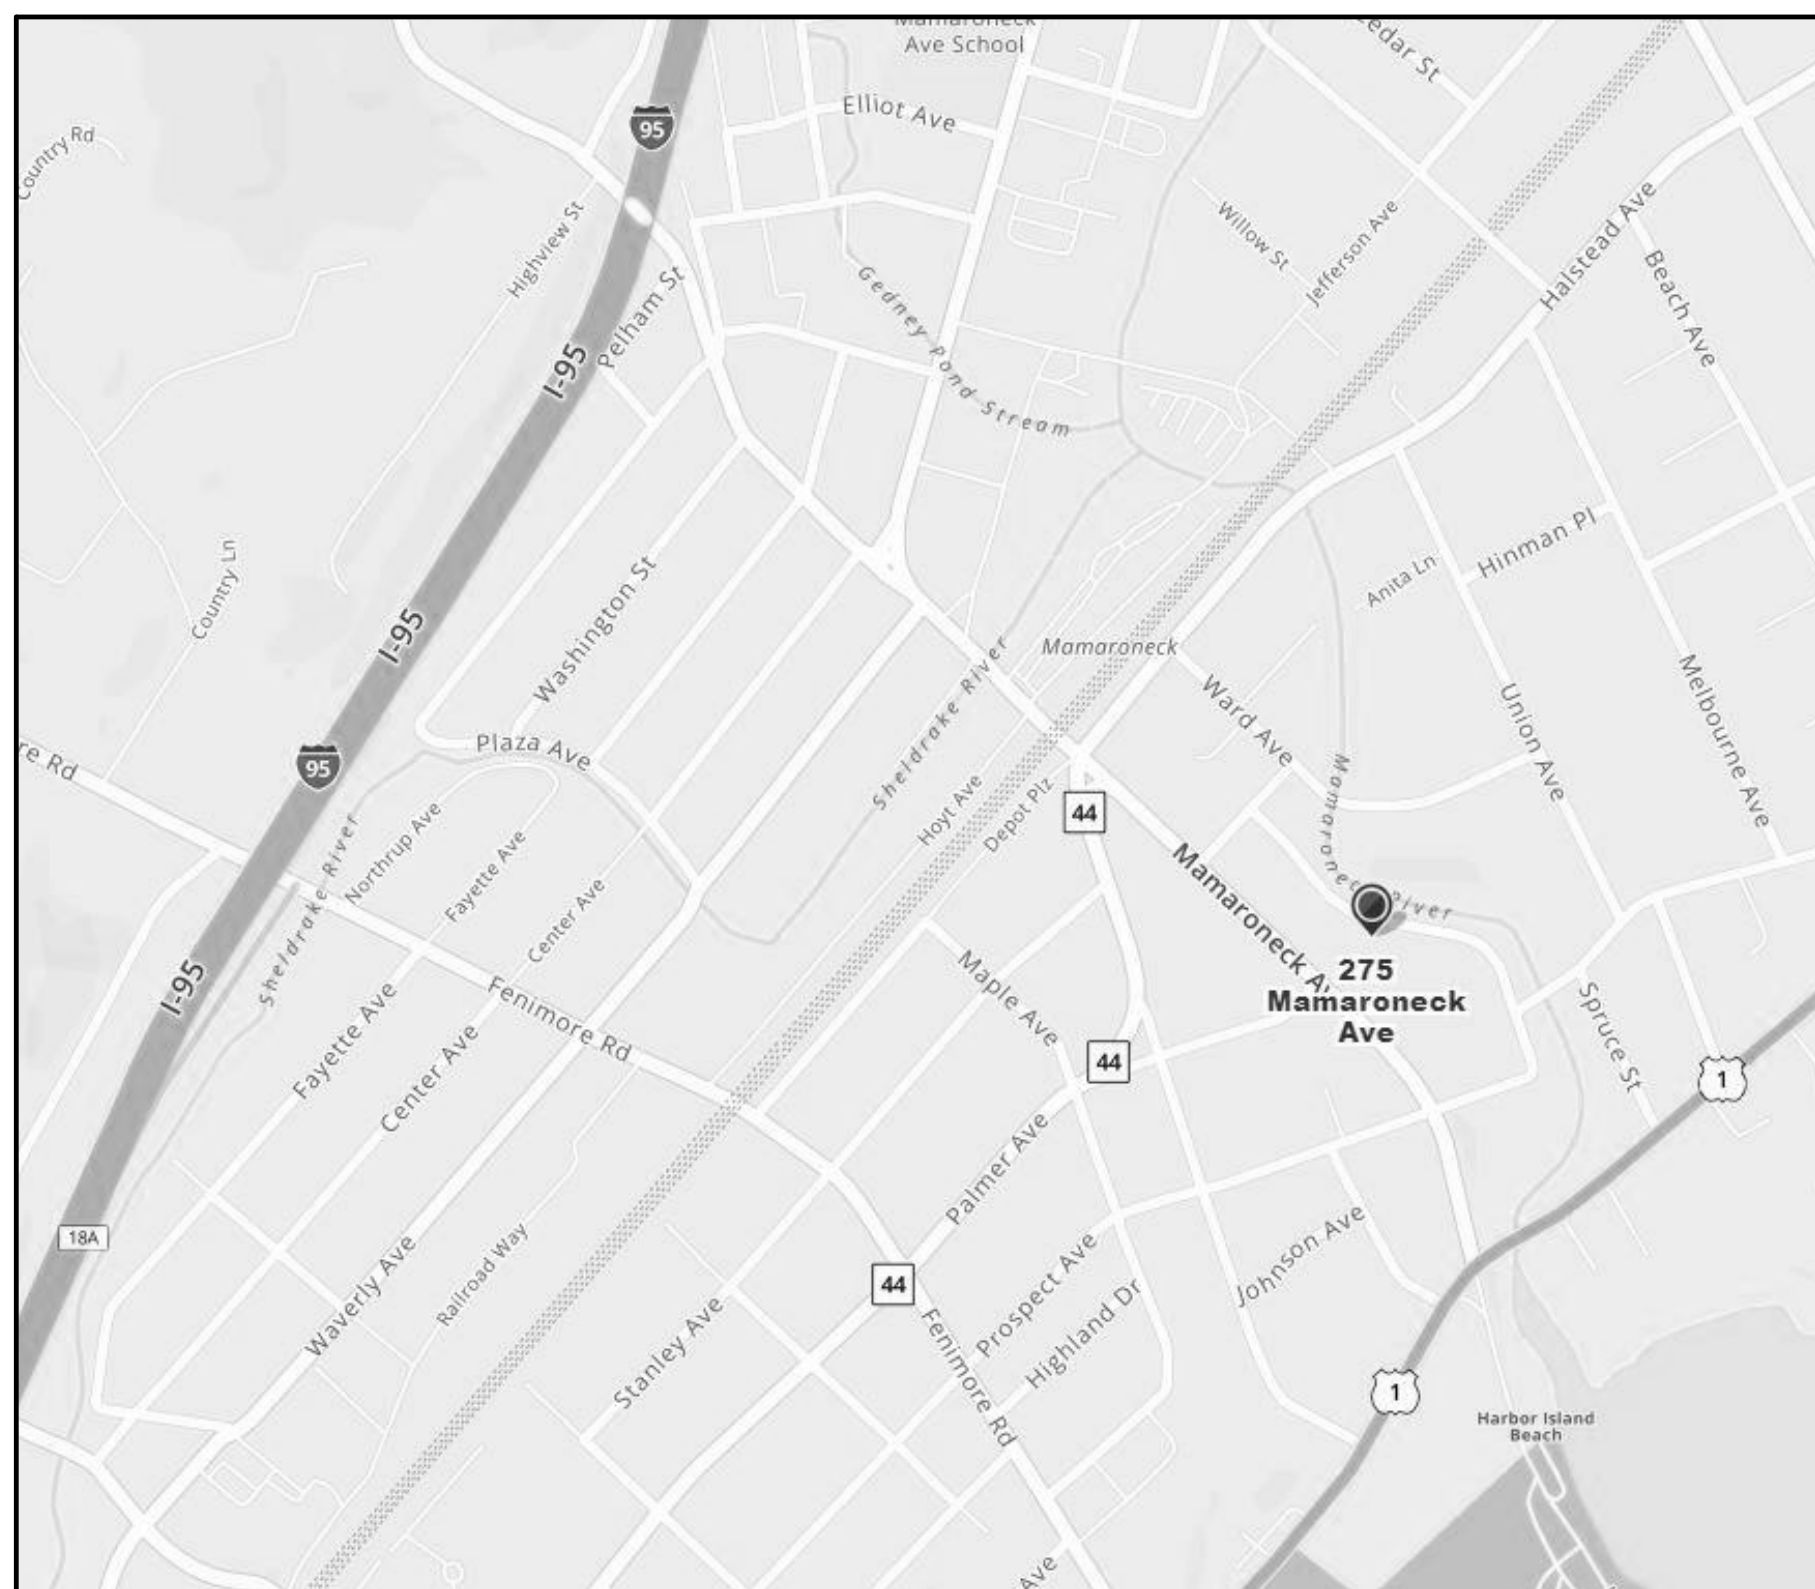 Mamaroneck
Ave School
Cedar St
Elliot Ave
95
Country Rd
Highview St
Willow St
Jefferson Ave
Halstead Ave
Beach Ave
Pelham St
Gedney Pond Stream
I-95
Hinman Pl
Anita Ln
Country Ln
Washington St
I-95
Mamaroneck
Sheldrake River
Ward Ave
Union Ave
Melbourne Ave
re Rd
Plaza Ave
95
Hoyt Ave
Depot Plz
44
Mamaroneck River
Northrup Ave
Fayette Ave
Sheldrake River
Center Ave
Mamaroneck Av
275
Mamaroneck
Ave
I-95
Fenimore Rd
Maple Ave
Spruce St
Fayette Ave
Center Ave
44
1
Palmer Ave
18A
Waverly Ave
Railroad Way
44
Prospect Ave
Johnson Ave
Highland Dr
Stanley Ave
Fenimore Rd
1
Harbor Island
Beach
Ave